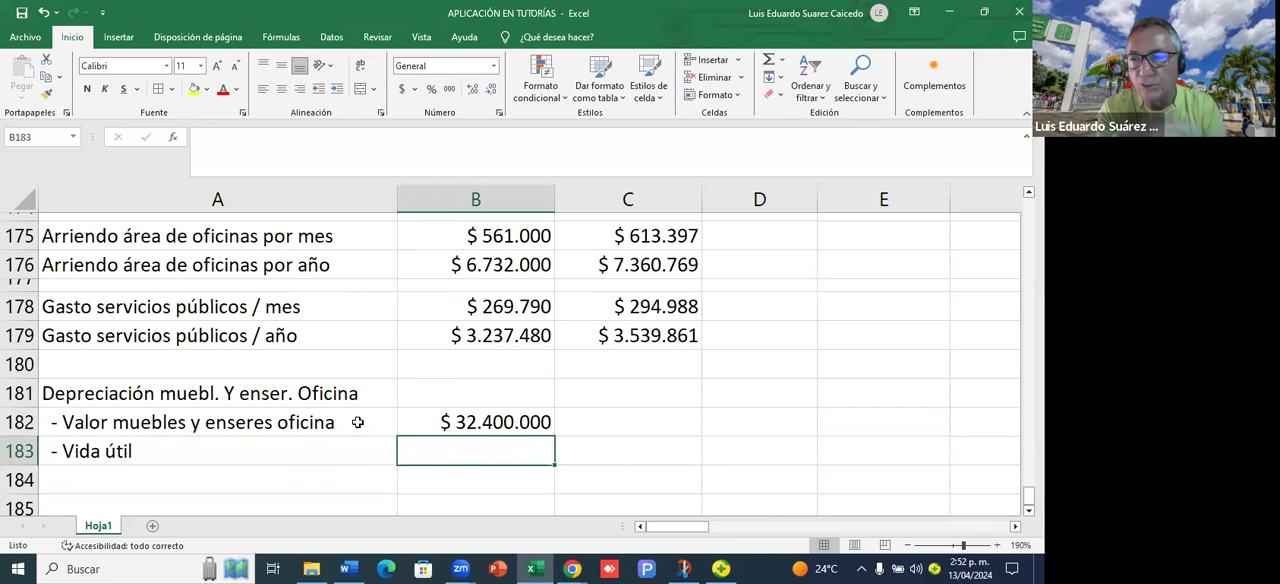 APLICACIÓN EN TUTORÍAS - Excel
Luis Eduardo Suarez Caicedo
LE
Archivo
Inicio
Insertar
Disposición de página
Fórmulas
Datos
Revisar
Vista
Ayuda
¿Qué desea hacer?
Pegar
Calibri
11
N K S
General
$ % 000
Formato condicional
Dar formato como tabla
Estilos de celda
Insertar
Eliminar
Formato
Ordenar y filtrar
Buscar y seleccionar
Complementos
Portapapeles
Fuente
Alineación
Número
Estilos
Celdas
Edición
Complementos
Luis Eduardo Suárez ...
B183
fx
A B C D E
175 Arriendo área de oficinas por mes $ 561.000 $ 613.397
176 Arriendo área de oficinas por año $ 6.732.000 $ 7.360.769
177
178 Gasto servicios públicos / mes $ 269.790 $ 294.988
179 Gasto servicios públicos / año $ 3.237.480 $ 3.539.861
180
181 Depreciación muebl. Y enser. Oficina
182 - Valor muebles y enseres oficina $ 32.400.000
183 - Vida útil
184
185
Hoja1
Listo
Accesibilidad: todo correcto
190%
Buscar
zm
24°C
2:52 p. m.
13/04/2024